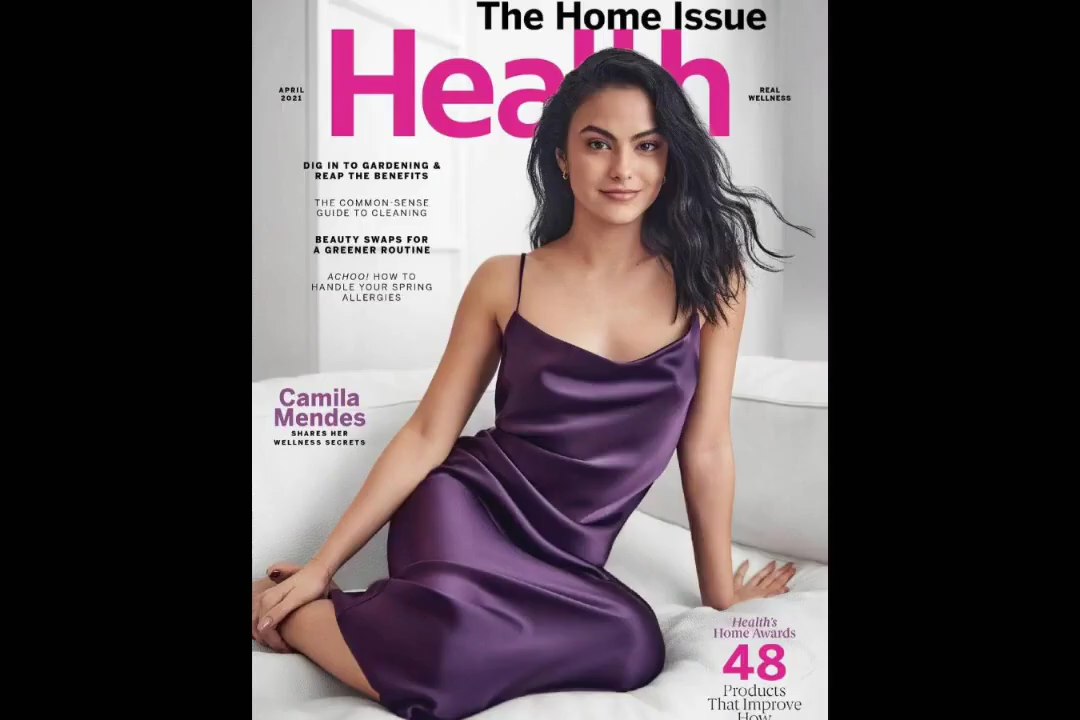 The Home Issue
Health
APRIL
2021
REAL
WELLNESS
DIG IN TO GARDENING &
REAP THE BENEFITS
THE COMMON-SENSE
GUIDE TO CLEANING
BEAUTY SWAPS FOR
A GREENER ROUTINE
ACHOO! HOW TO
HANDLE YOUR SPRING
ALLERGIES
Camila
Mendes
SHARES HER
WELLNESS SECRETS
Health's
Home Awards
48
Products
That Improve
How